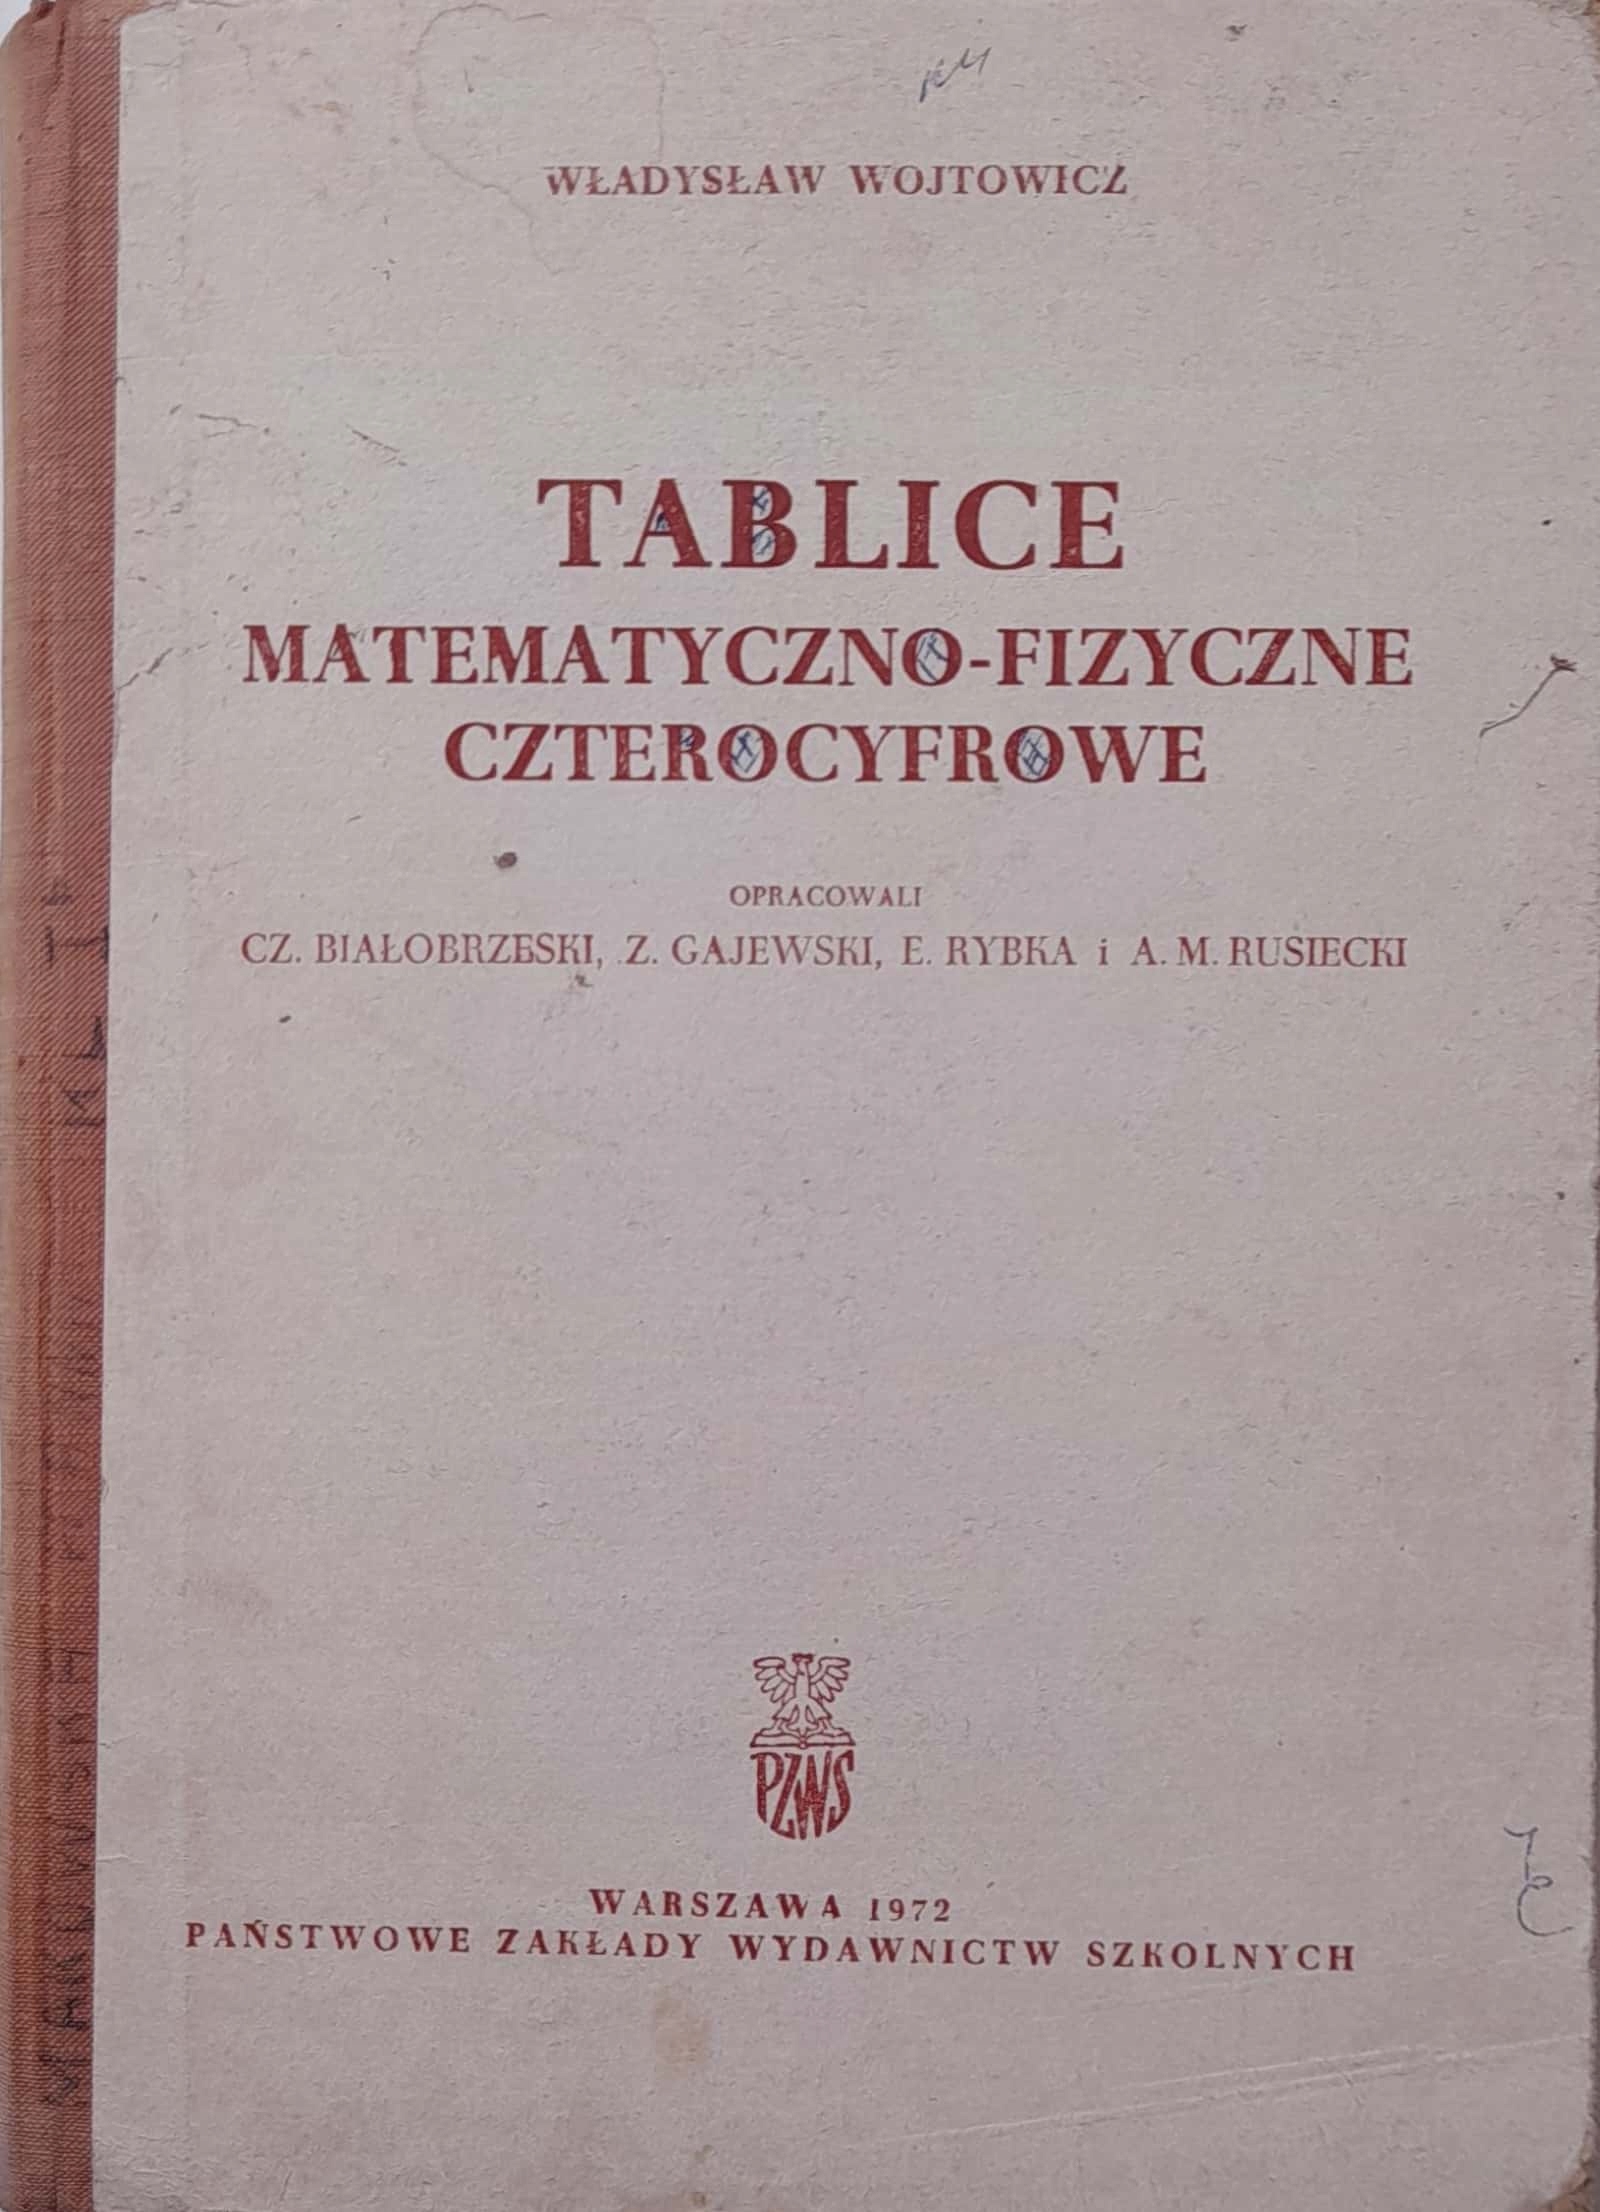 WŁADYSŁAW WOJTOWICZ
TABLICE
MATEMATYCZNO-FIZYCZNE
CZTEROCYFROWE
OPRACOWALI
CZ. BIAŁOBRZESKI, Z. GAJEWSKI, E. RYBKA i A. M. RUSIECKI
PZWS
WARSZAWA 1972
PAŃSTWOWE ZAKŁADY WYDAWNICTW SZKOLNYCH